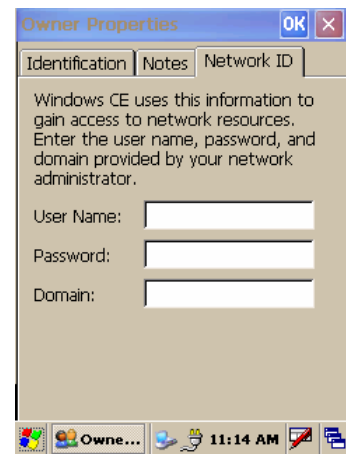 Owner Properties OK
Identification Notes Network ID
Windows CE uses this information to
gain access to network resources.
Enter the user name, password, and
domain provided by your network
administrator.
User Name:
Password:
Domain:
Owne... 11:14 AM